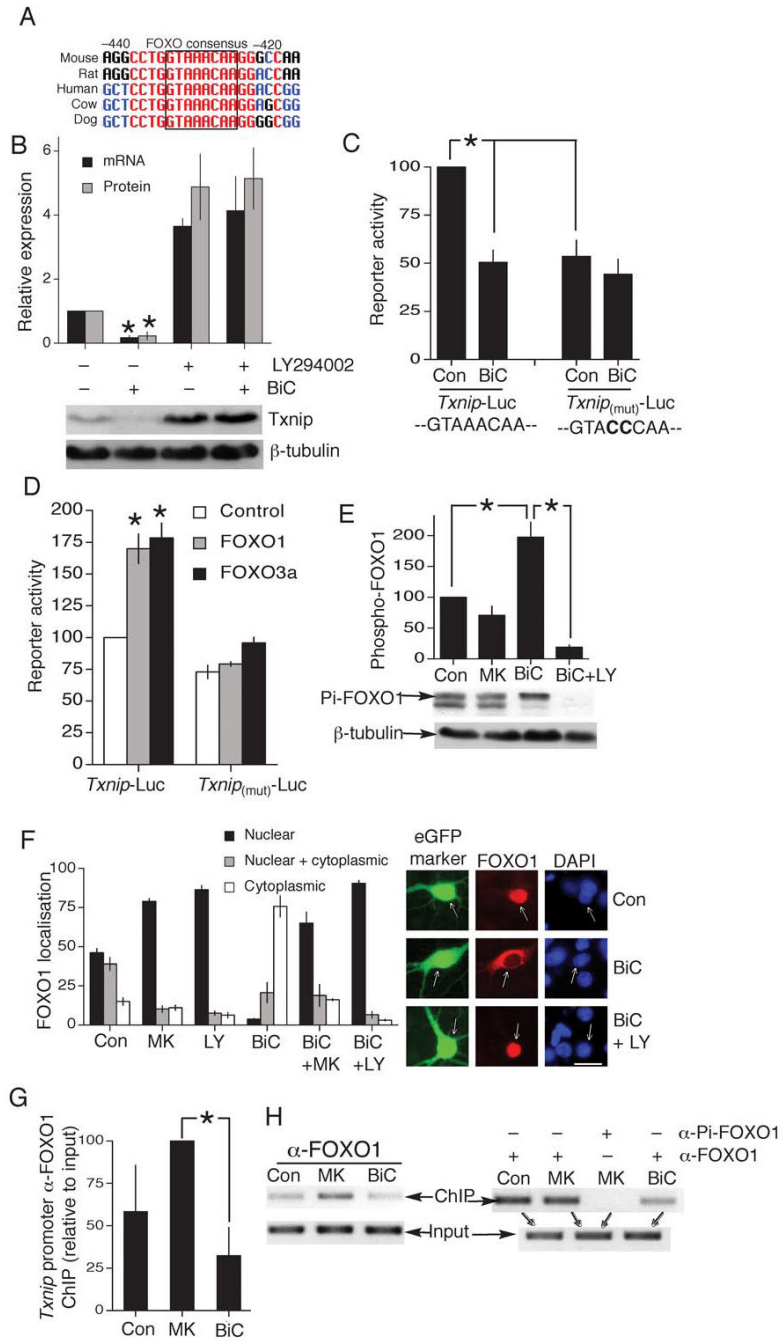 A
–440 FOXO consensus –420
Mouse AGGCCTGGTAAACAAGGGCCAA
Rat AGGCCTGGTAAACAAGGACCAA
Human GCTCCTGGTAAACAAGGACCGG
Cow GCTCCTGGTAAACAAGGAGCGG
Dog GCTCCTGGTAAACAAGGGGCGG
B
Relative expression
6
4
2
0
mRNA
Protein
* *
– – + + LY294002
– + – + BiC
Txnip
β-tubulin
C
Reporter activity
100
75
50
25
0
*
Con BiC Con BiC
Txnip-Luc Txnip(mut)-Luc
--GTAAACAA-- --GTACCCAA--
D
Reporter activity
200
175
150
125
100
75
50
25
0
* *
Control
FOXO1
FOXO3a
Txnip-Luc Txnip(mut)-Luc
E
Phospho-FOXO1
200
150
100
50
0
* *
Con MK BiC BiC+LY
Pi-FOXO1
β-tubulin
F
FOXO1 localisation
100
75
50
25
0
Nuclear
Nuclear + cytoplasmic
Cytoplasmic
Con MK LY BiC BiC +MK BiC +LY
eGFP marker FOXO1 DAPI
Con
BiC
BiC + LY
G
Txnip promoter α-FOXO1
ChIP (relative to input)
100
75
50
25
0
*
Con MK BiC
H
α-FOXO1
Con MK BiC
– – + – α-Pi-FOXO1
+ + – + α-FOXO1
Con MK MK BiC
ChIP
Input